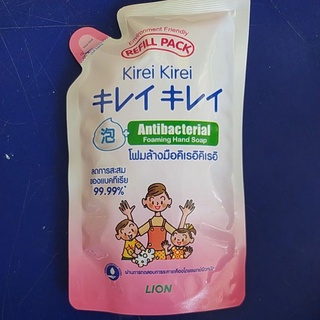 Environment Friendly
REFILL PACK
Kirei Kirei
キレイ キレイ
泡
Antibacterial
Foaming Hand Soap
โฟมล้างมือคิเรอิคิเรอิ
ลดการสะสม
ของแบคทีเรีย
99.99%*
LION